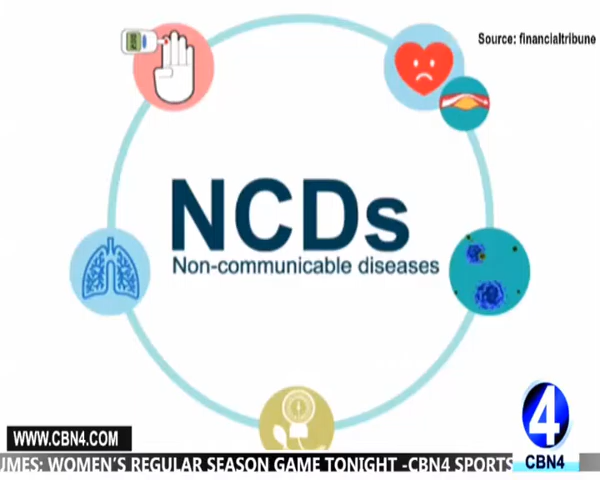 Source: financialtribune
NCDs
Non-communicable diseases
4
WWW.CBN4.COM
UMES: WOMEN'S REGULAR SEASON GAME TONIGHT -CBN4 SPORTS
CBN4